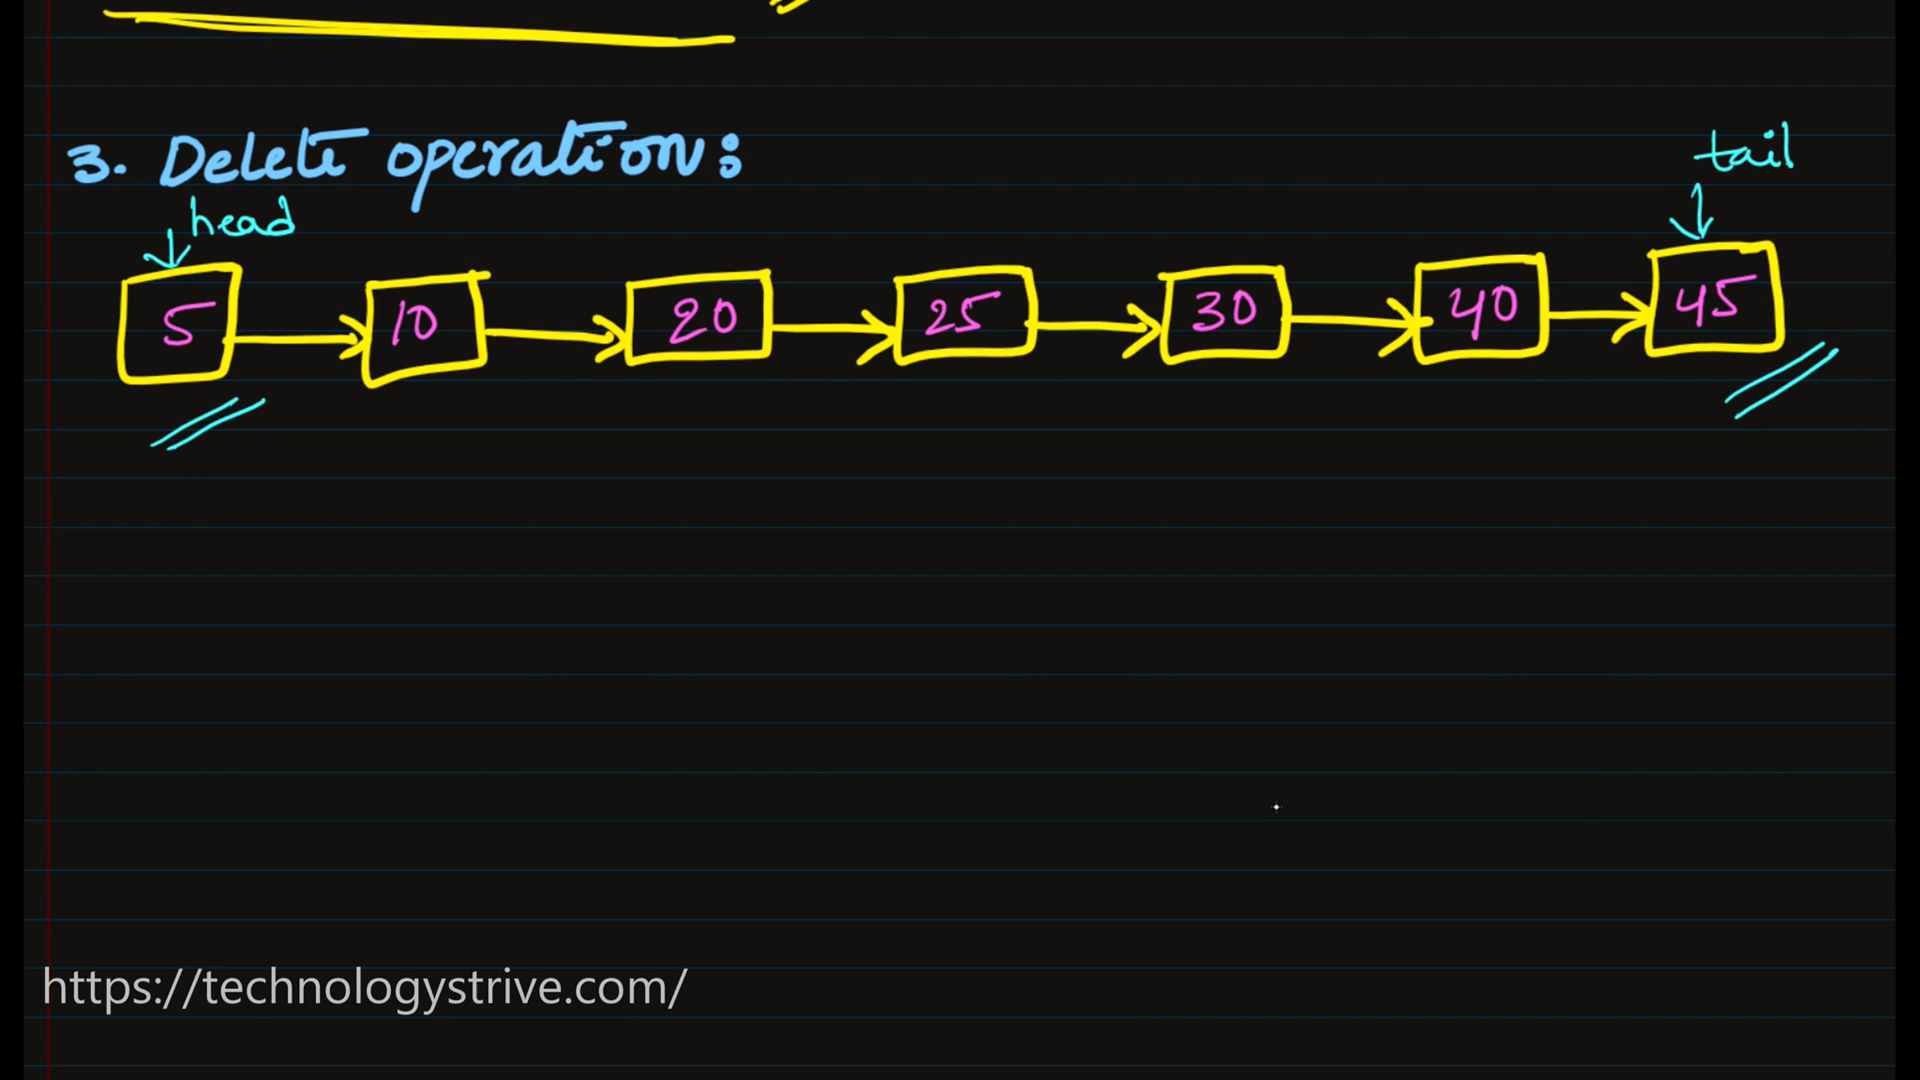 3. Delete operation:
head
tail
5 10 20 25 30 40 45
https://technologystrive.com/